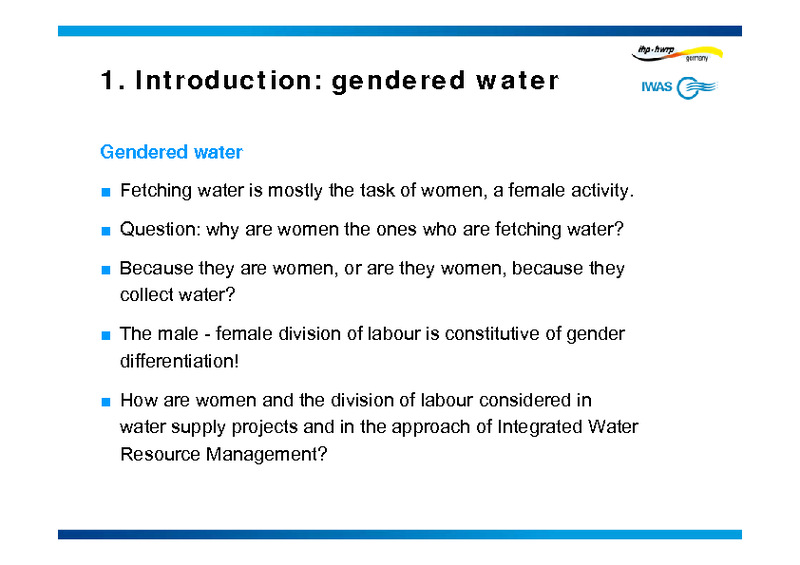 ihp·hwrp
germany
1. Introduction: gendered water
IWAS
Gendered water
■ Fetching water is mostly the task of women, a female activity.
■ Question: why are women the ones who are fetching water?
■ Because they are women, or are they women, because they
collect water?
■ The male - female division of labour is constitutive of gender
differentiation!
■ How are women and the division of labour considered in
water supply projects and in the approach of Integrated Water
Resource Management?